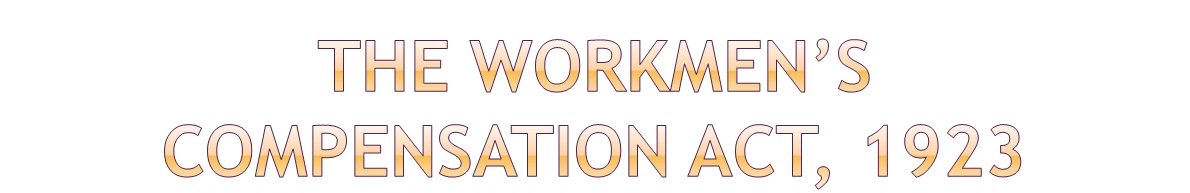 THE WORKMEN’S
COMPENSATION ACT, 1923